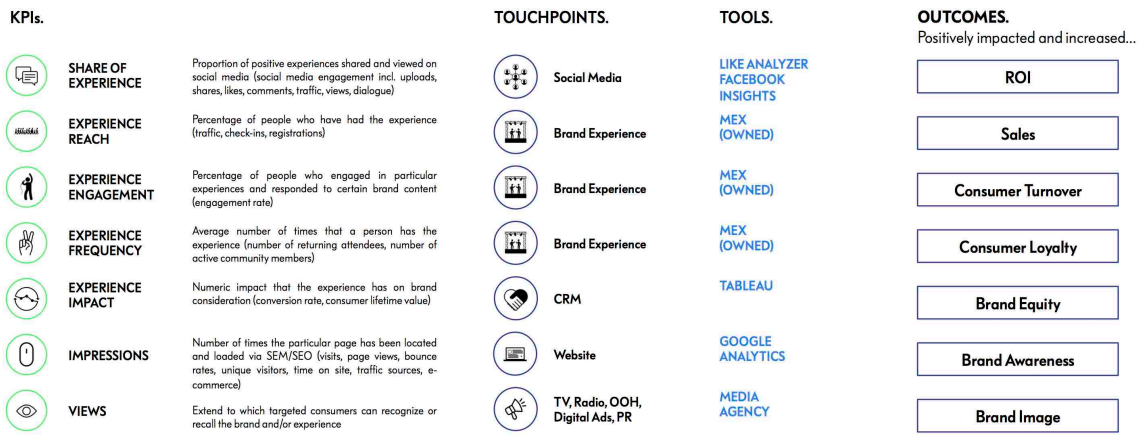 KPIs.
TOUCHPOINTS.
TOOLS.
OUTCOMES.
Positively impacted and increased...
SHARE OF
EXPERIENCE
Proportion of positive experiences shared and viewed on
social media (social media engagement incl. uploads,
shares, likes, comments, traffic, views, dialogue)
Social Media
LIKE ANALYZER
FACEBOOK
INSIGHTS
ROI
EXPERIENCE
REACH
Percentage of people who have had the experience
(traffic, check-ins, registrations)
Brand Experience
MEX
(OWNED)
Sales
EXPERIENCE
ENGAGEMENT
Percentage of people who engaged in particular
experiences and responded to certain brand content
(engagement rate)
Brand Experience
MEX
(OWNED)
Consumer Turnover
EXPERIENCE
FREQUENCY
Average number of times that a person has the
experience (number of returning attendees, number of
active community members)
Brand Experience
MEX
(OWNED)
Consumer Loyalty
EXPERIENCE
IMPACT
Numeric impact that the experience has on brand
consideration (conversion rate, consumer lifetime value)
CRM
TABLEAU
Brand Equity
IMPRESSIONS
Number of times the particular page has been located
and loaded via SEM/SEO (visits, page views, bounce
rates, unique visitors, time on site, traffic sources, e-
commerce)
Website
GOOGLE
ANALYTICS
Brand Awareness
VIEWS
Extend to which targeted consumers can recognize or
recall the brand and/or experience
TV, Radio, OOH,
Digital Ads, PR
MEDIA
AGENCY
Brand Image